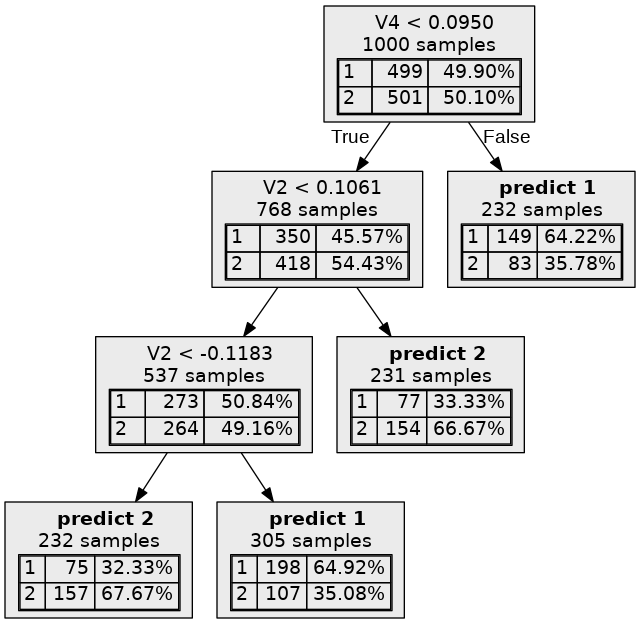 V4 < 0.0950
1000 samples
1 499 49.90%
2 501 50.10%
True
False
V2 < 0.1061
768 samples
1 350 45.57%
2 418 54.43%
predict 1
232 samples
1 149 64.22%
2 83 35.78%
V2 < -0.1183
537 samples
1 273 50.84%
2 264 49.16%
predict 2
231 samples
1 77 33.33%
2 154 66.67%
predict 2
232 samples
1 75 32.33%
2 157 67.67%
predict 1
305 samples
1 198 64.92%
2 107 35.08%